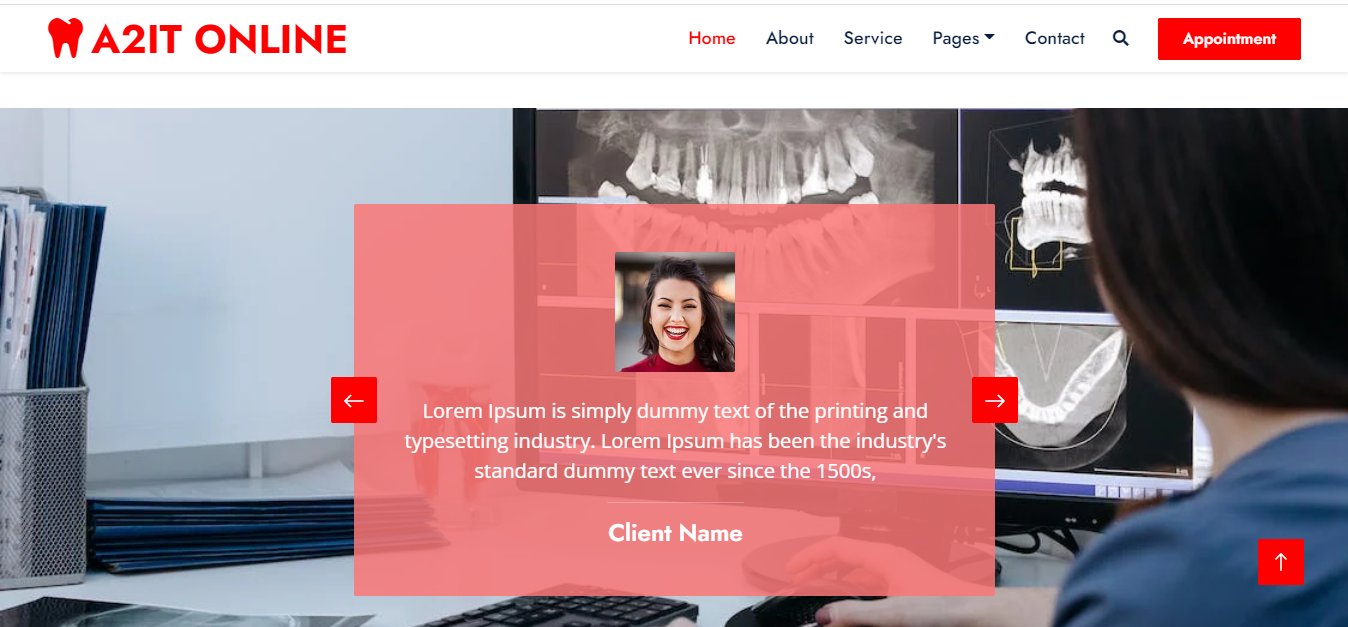 A2IT ONLINE
Home About Service Pages Contact Appointment
Lorem Ipsum is simply dummy text of the printing and
typesetting industry. Lorem Ipsum has been the industry's
standard dummy text ever since the 1500s,
Client Name